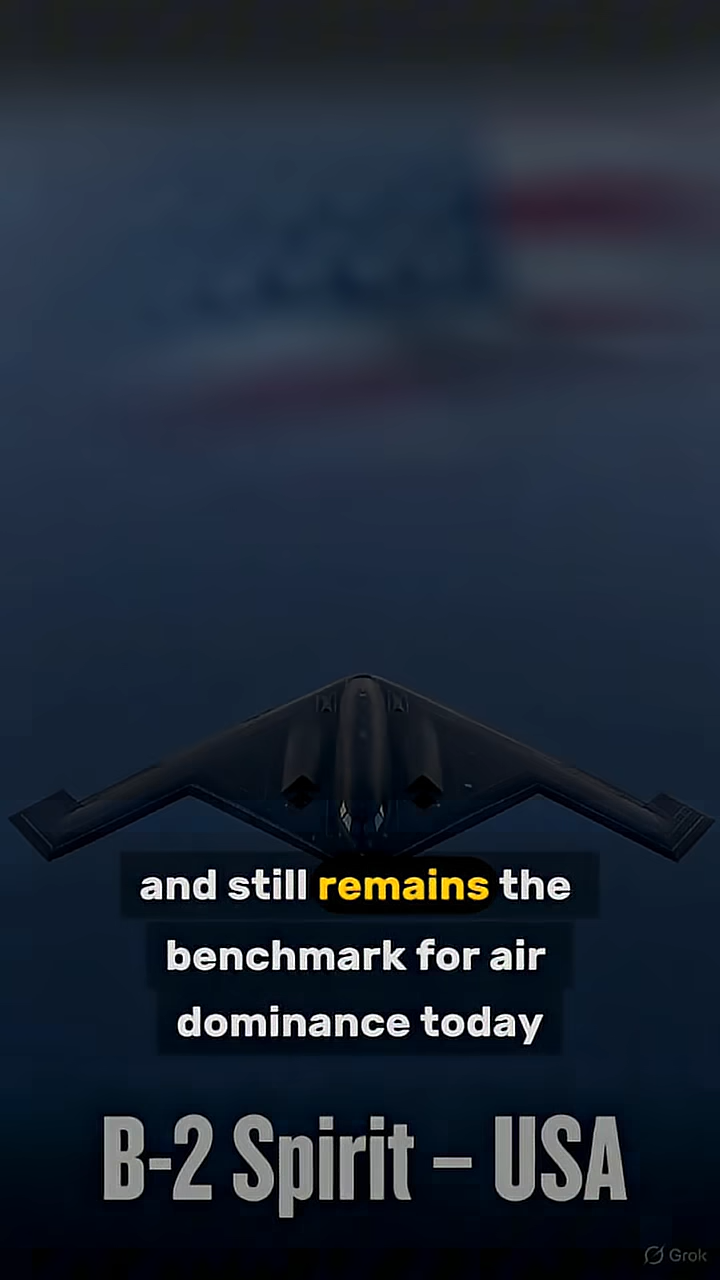 and still remains the
benchmark for air
dominance today
B-2 Spirit – USA
Grok